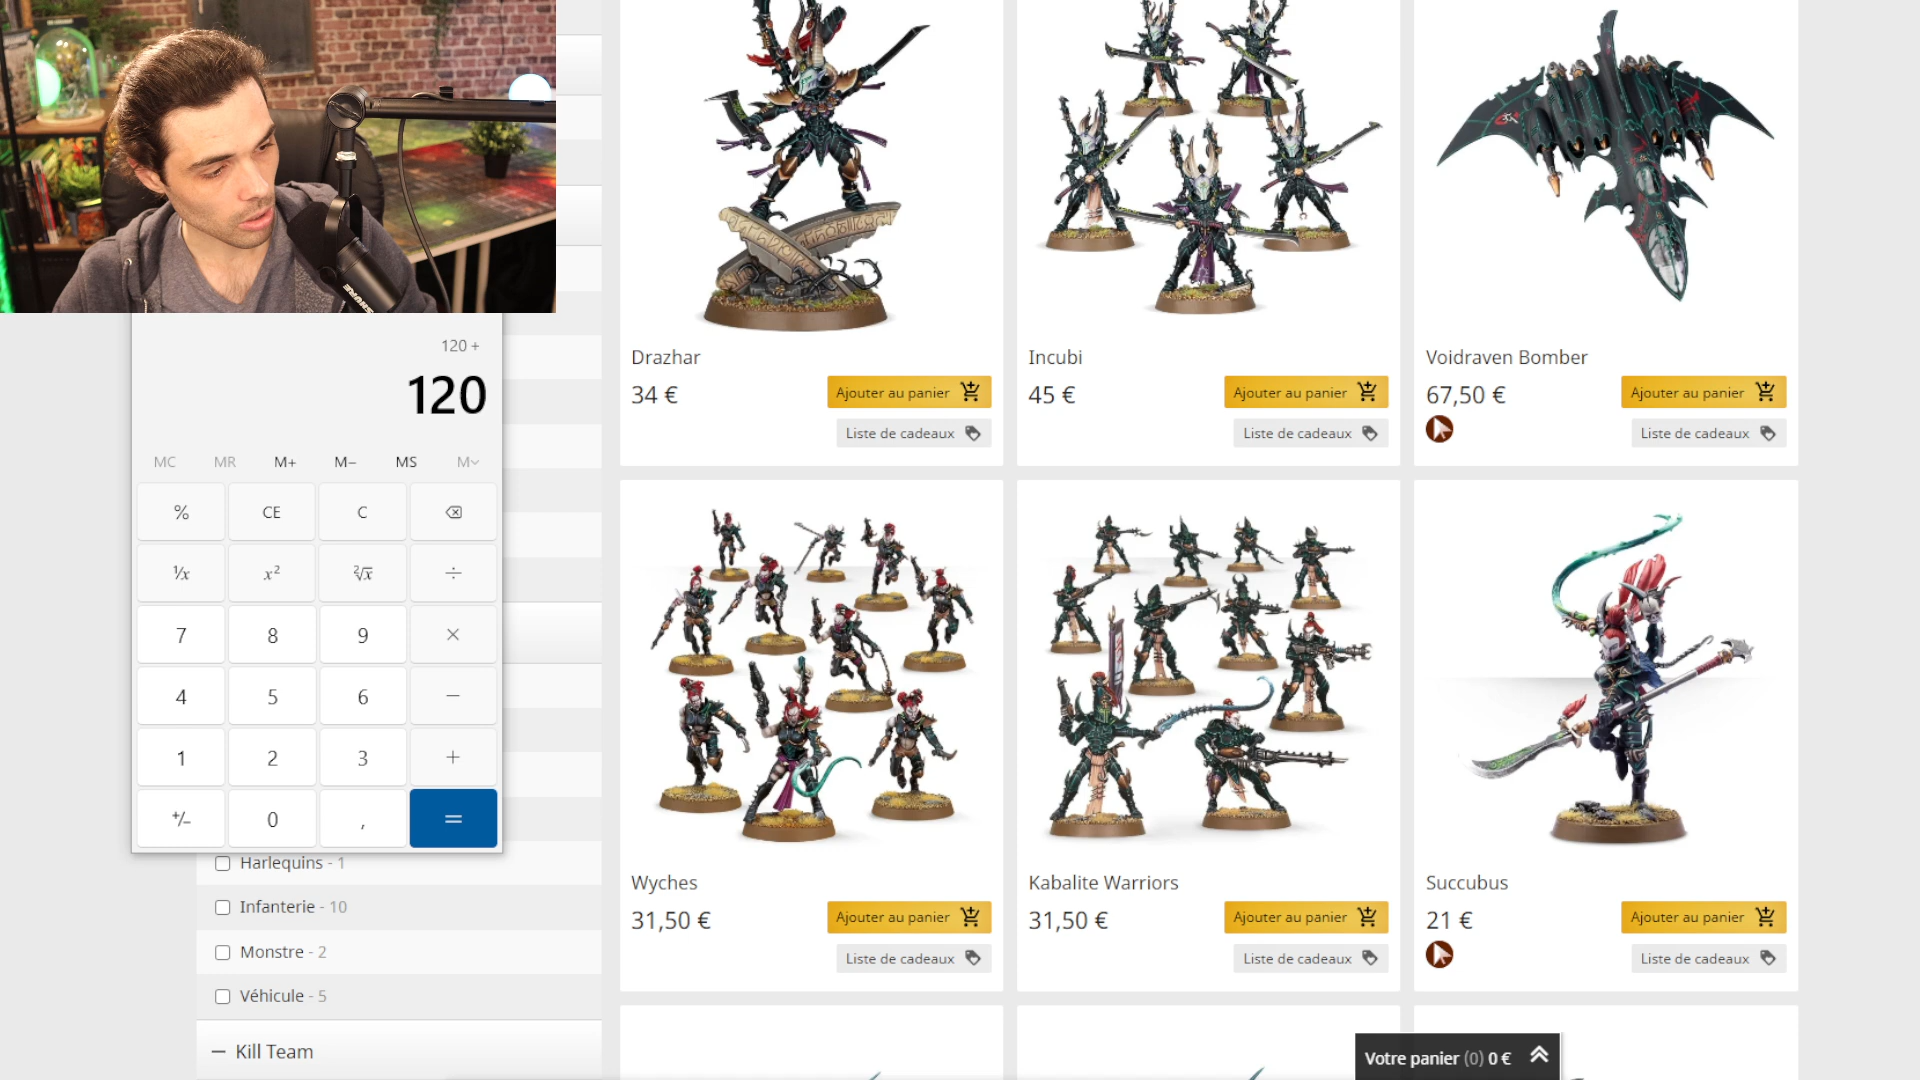 SHURE
120 +
120
MC MR M+ M− MS M
% CE C
¹⁄x x² ²√x ÷
7 8 9 ×
4 5 6 −
1 2 3 +
+/− 0 , =
Harlequins - 1
Infanterie - 10
Monstre - 2
Véhicule - 5
Kill Team
Drazhar
34 €
Ajouter au panier
Liste de cadeaux
Incubi
45 €
Ajouter au panier
Liste de cadeaux
Voidraven Bomber
67,50 €
Ajouter au panier
Liste de cadeaux
Wyches
31,50 €
Ajouter au panier
Liste de cadeaux
Kabalite Warriors
31,50 €
Ajouter au panier
Liste de cadeaux
Succubus
21 €
Ajouter au panier
Liste de cadeaux
Votre panier (0) 0 €